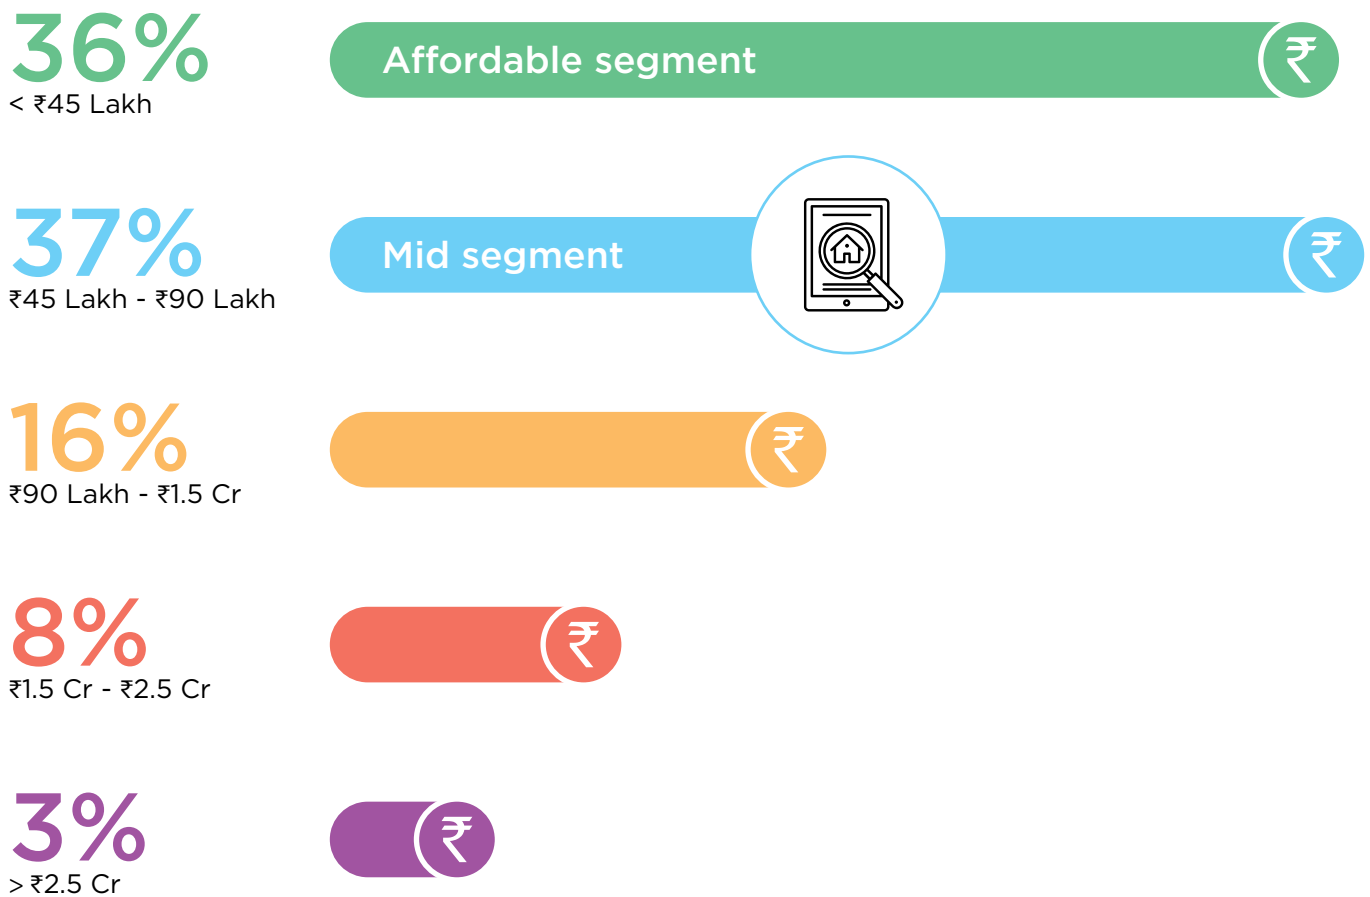 36%
< ₹45 Lakh
Affordable segment
₹
37%
₹45 Lakh - ₹90 Lakh
Mid segment
₹
16%
₹90 Lakh - ₹1.5 Cr
₹
8%
₹1.5 Cr - ₹2.5 Cr
₹
3%
> ₹2.5 Cr
₹